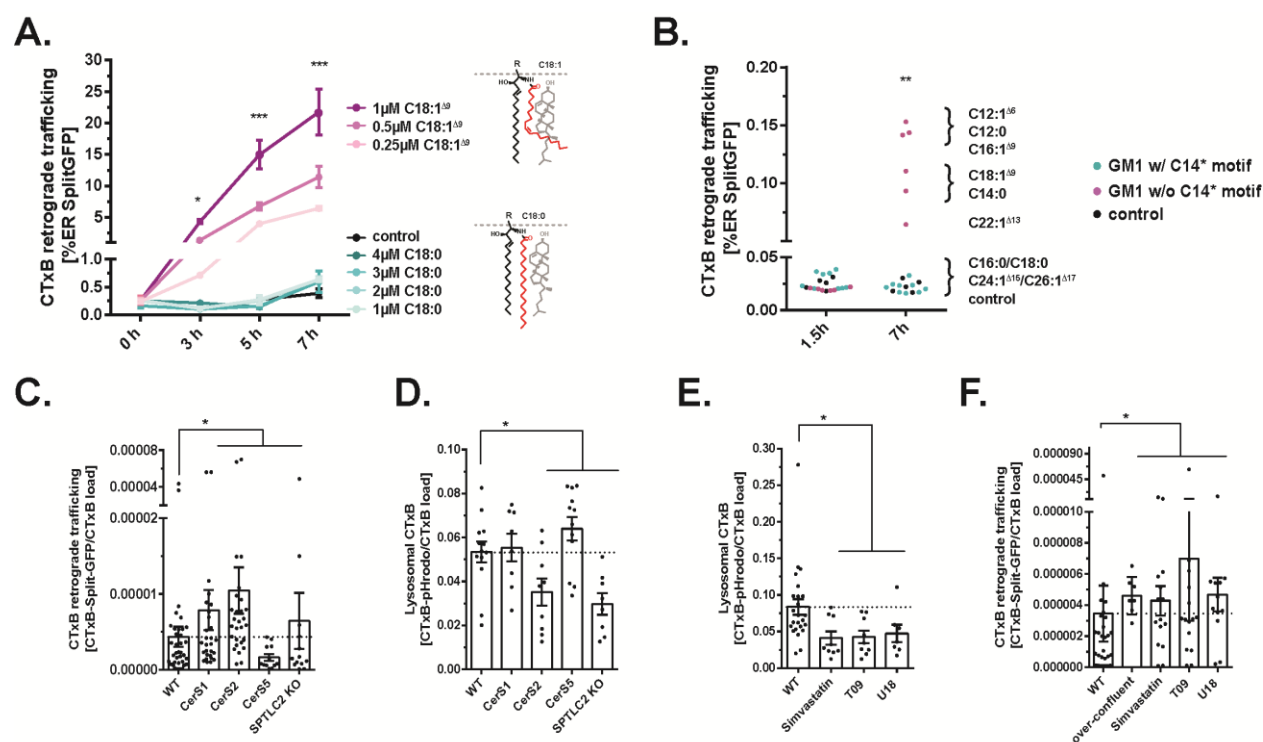 A.
CTxB retrograde trafficking
[%ER SplitGFP]
30
25
20
15
10
5
1.0
0.5
0.0
*
***
***
0 h
3 h
5 h
7 h
1µM C18:1Δ9
0.5µM C18:1Δ9
0.25µM C18:1Δ9
control
4µM C18:0
3µM C18:0
2µM C18:0
1µM C18:0
R
C18:1
HO
NH
O
OH
R
C18:0
HO
NH
O
OH
B.
CTxB retrograde trafficking
[%ER SplitGFP]
0.20
0.15
0.10
0.05
0.00
**
1.5h
7h
C12:1Δ6
C12:0
C16:1Δ9
C18:1Δ9
C14:0
C22:1Δ13
C16:0/C18:0
C24:1Δ15/C26:1Δ17
control
GM1 w/ C14* motif
GM1 w/o C14* motif
control
C.
CTxB retrograde trafficking
[CTxB-Split-GFP/CTxB load]
0.00008
0.00004
0.00002
0.00001
0.00000
*
WT
CerS1
CerS2
CerS5
SPTLC2 KO
D.
Lysosomal CTxB
[CTxB-pHrodo/CTxB load]
0.10
0.08
0.06
0.04
0.02
0.00
*
WT
CerS1
CerS2
CerS5
SPTLC2 KO
E.
Lysosomal CTxB
[CTxB-pHrodo/CTxB load]
0.35
0.30
0.25
0.20
0.15
0.10
0.05
0.00
*
WT
Simvastatin
T09
U18
F.
CTxB retrograde trafficking
[CTxB-Split-GFP/CTxB load]
0.000090
0.000045
0.000010
0.000008
0.000006
0.000004
0.000002
0.000000
*
WT
over-confluent
Simvastatin
T09
U18